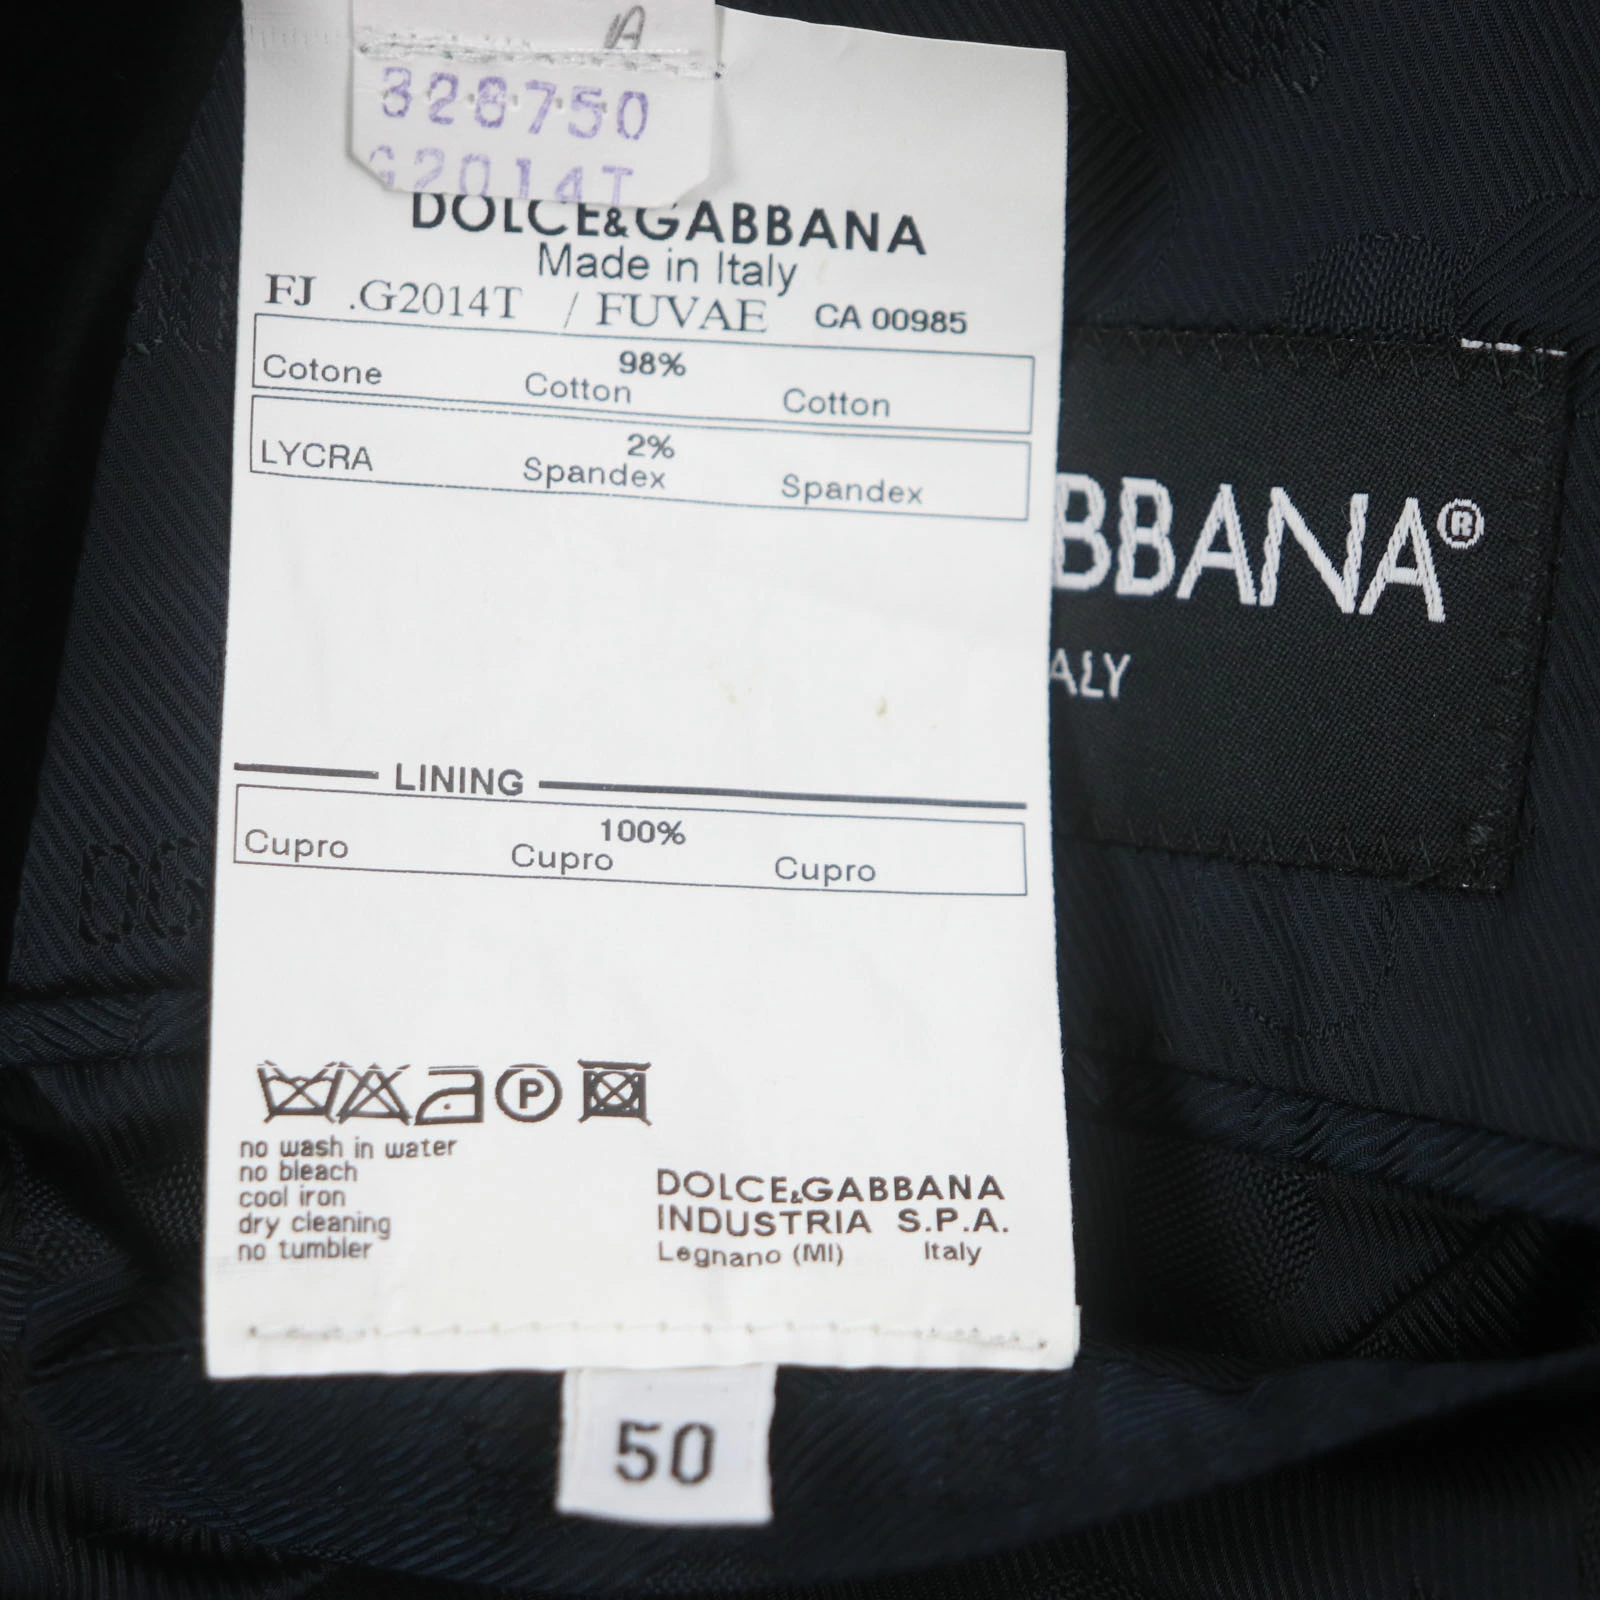 A
328750
G2014T
DOLCE&GABBANA
Made in Italy
FJ .G2014T / FUVAE CA 00985
98%
Cotone Cotton Cotton
2%
LYCRA Spandex Spandex
BBANA®
ALY
LINING
100%
Cupro Cupro Cupro
P
no wash in water
no bleach
cool iron
dry cleaning
no tumbler
DOLCE&GABBANA
INDUSTRIA S.P.A.
Legnano (MI) Italy
50